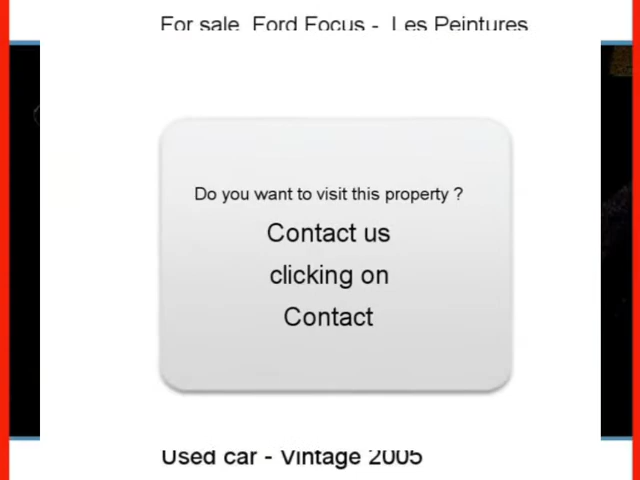 For sale Ford Focus - Les Peintures
Do you want to visit this property ?
Contact us
clicking on
Contact
Used car - Vintage 2005